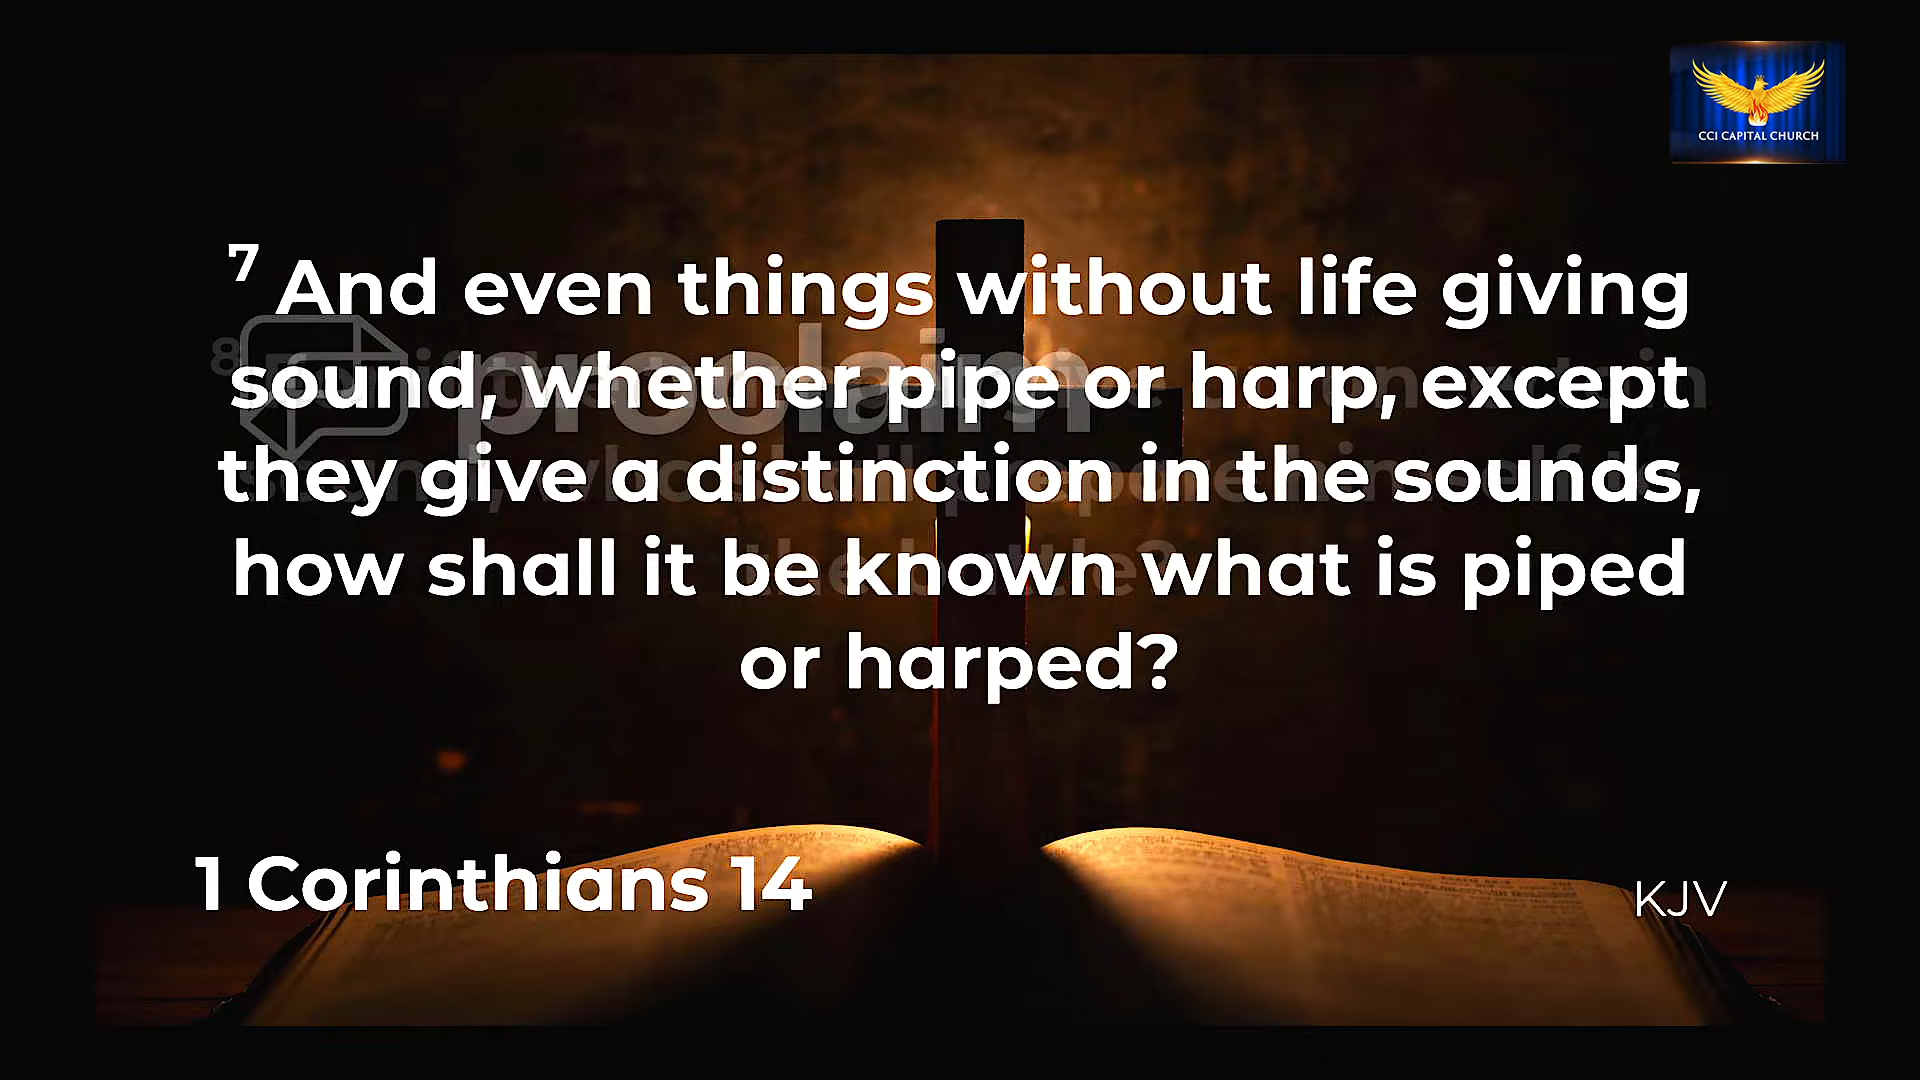 CCI CAPITAL CHURCH
7 And even things without life giving
sound, whether pipe or harp, except
they give a distinction in the sounds,
how shall it be known what is piped
or harped?
proclaim
1 Corinthians 14
KJV